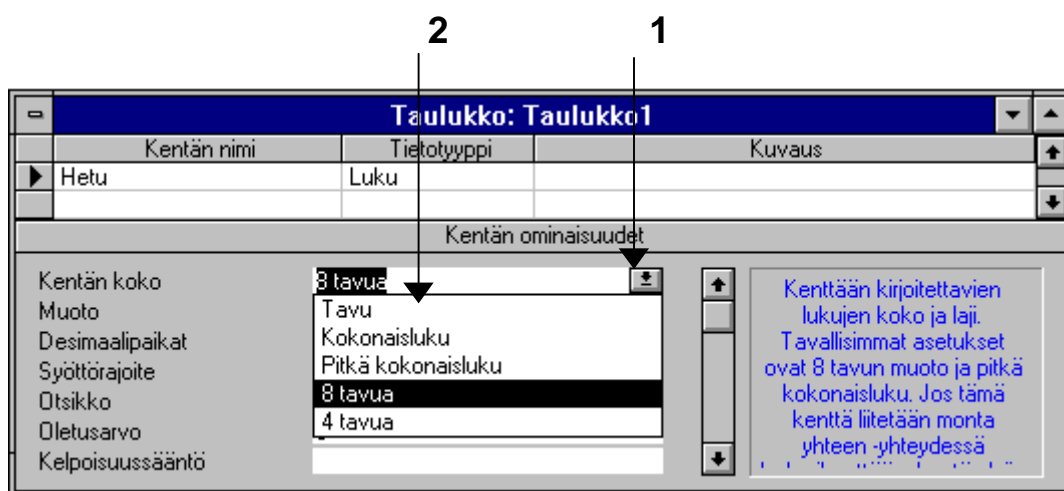 2 1
Taulukko: Taulukko1
Kentän nimi Tietotyyppi Kuvaus
Hetu Luku
Kentän ominaisuudet
Kentän koko 8 tavua
Muoto
Desimaalipaikat
Syöttörajoite
Otsikko
Oletusarvo
Kelpoisuussääntö
Tavu
Kokonaisluku
Pitkä kokonaisluku
8 tavua
4 tavua
Kenttään kirjoitettavien
lukujen koko ja laji.
Tavallisimmat asetukset
ovat 8 tavun muoto ja pitkä
kokonaisluku. Jos tämä
kenttä liitetään monta
yhteen -yhteydessä